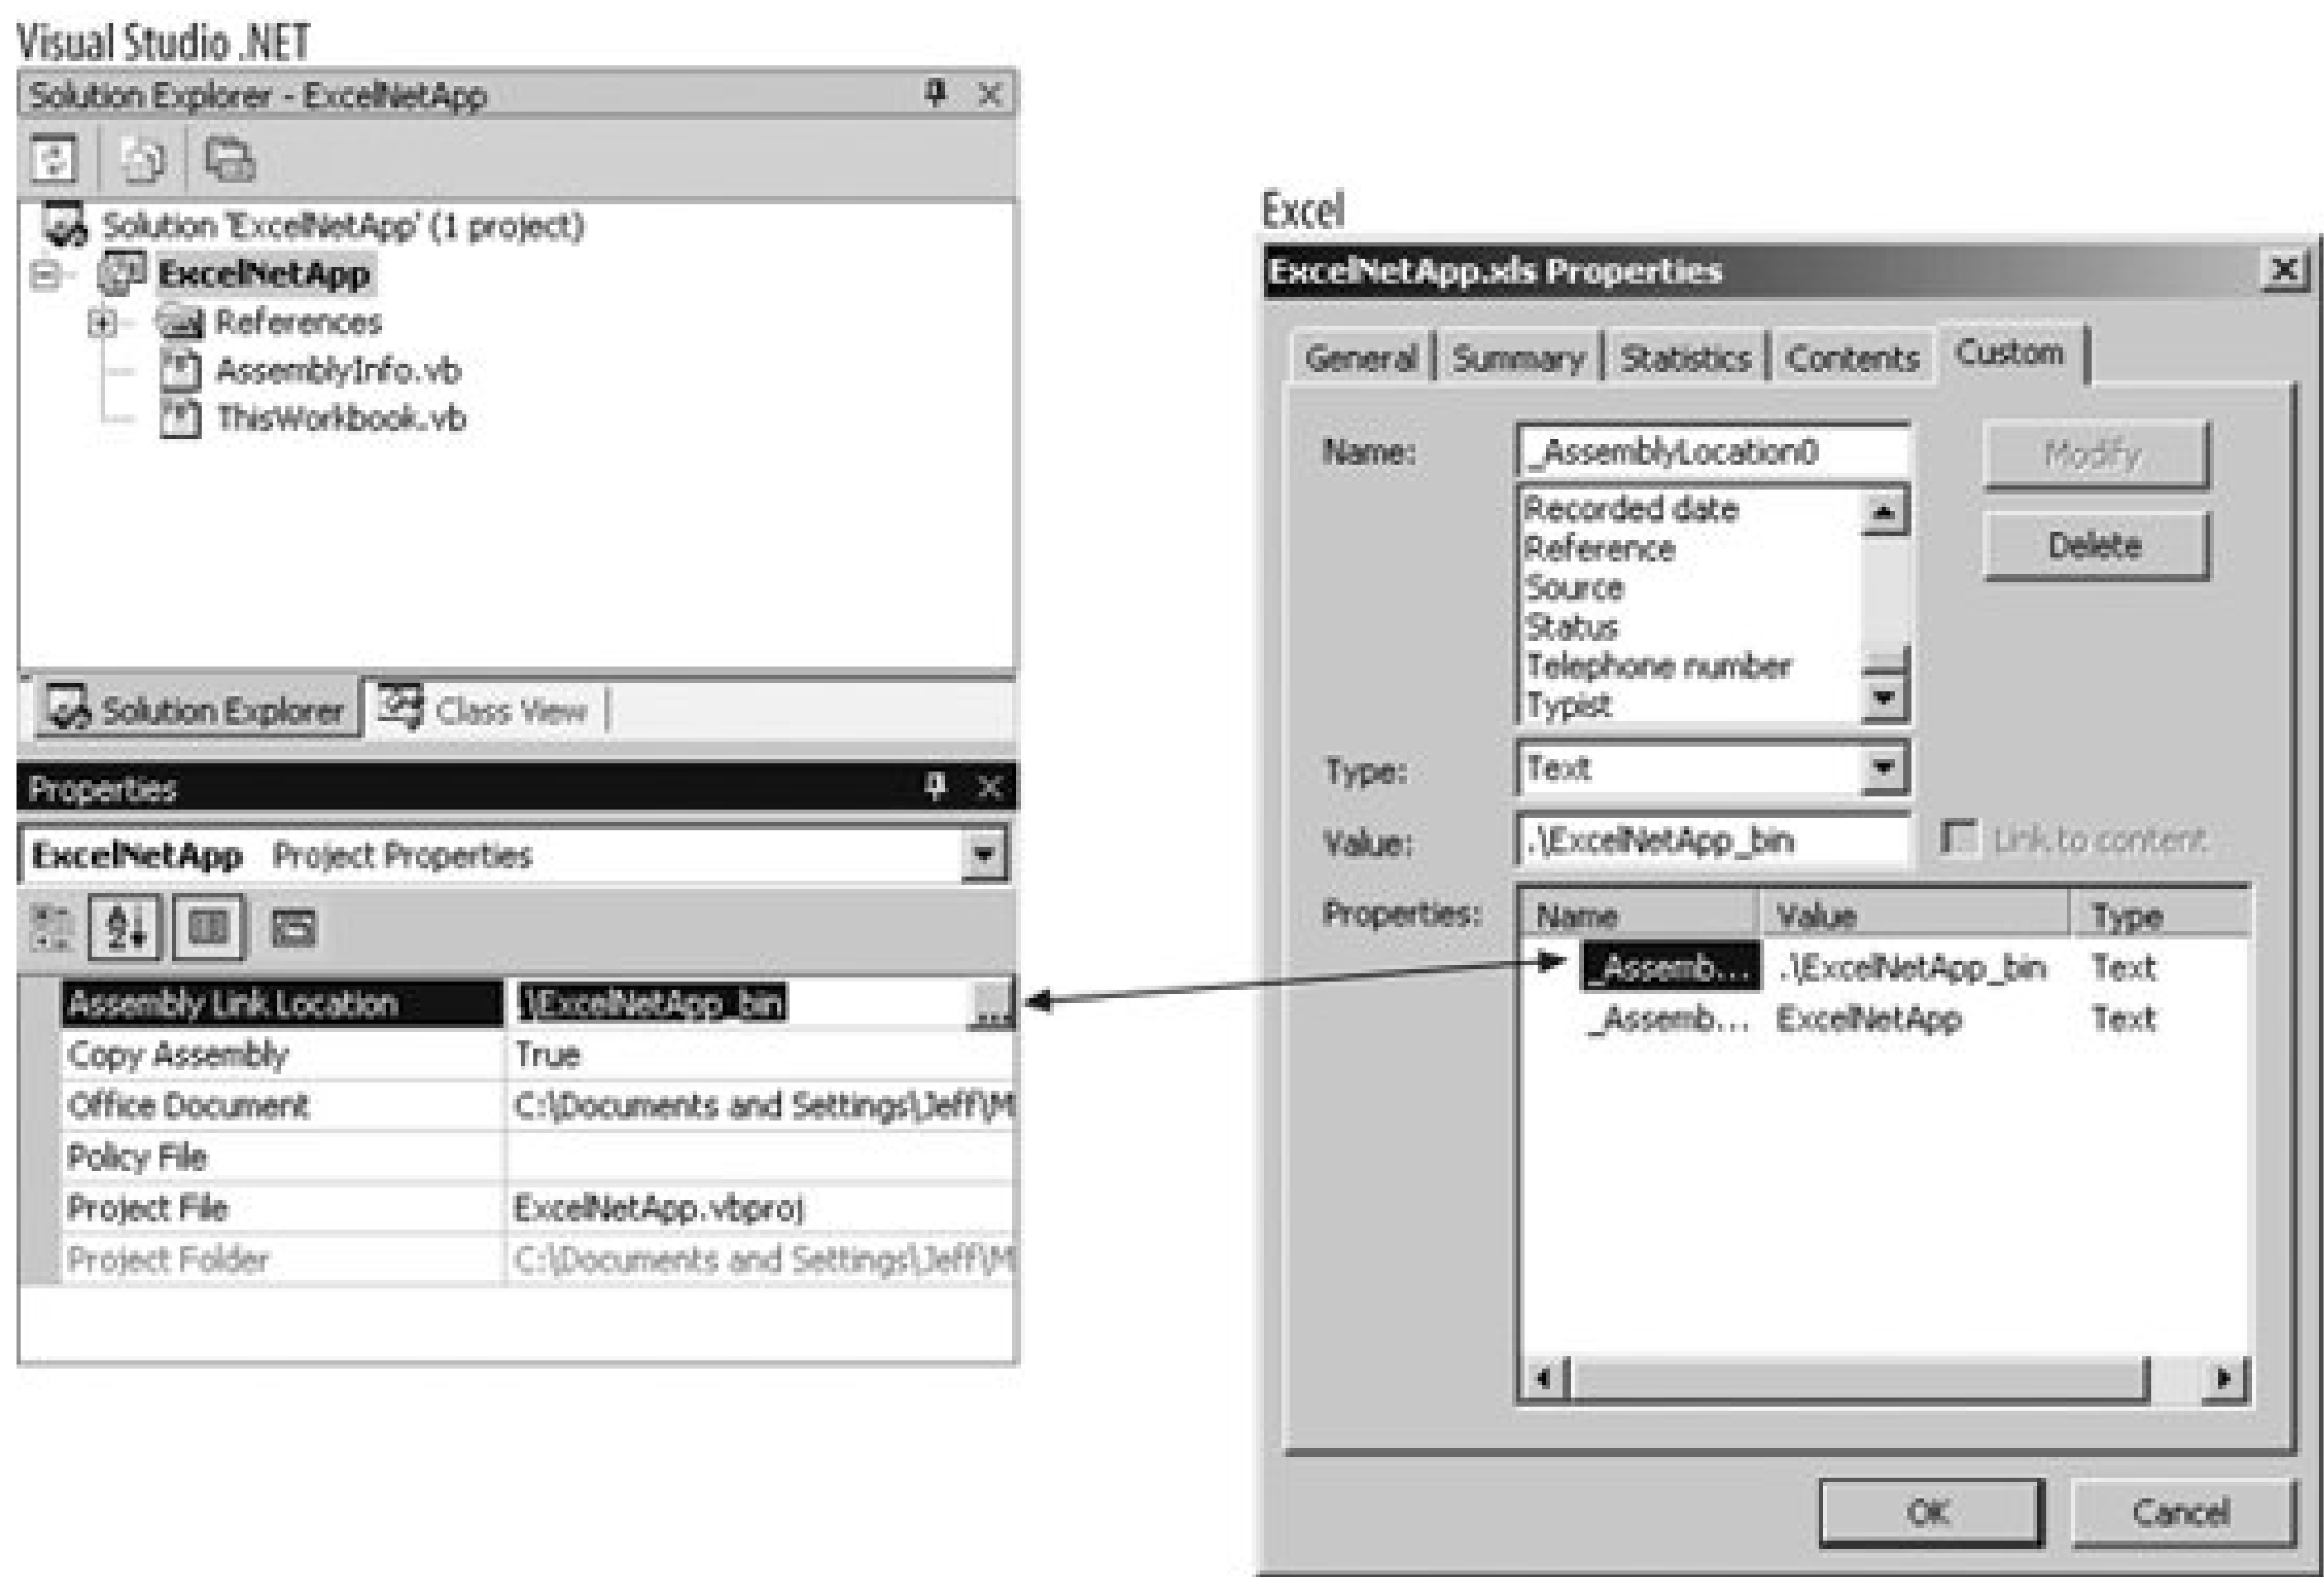 Visual Studio .NET
Solution Explorer - ExcelNetApp
Solution 'ExcelNetApp' (1 project)
ExcelNetApp
References
AssemblyInfo.vb
ThisWorkbook.vb
Solution Explorer
Class View
Properties
ExcelNetApp Project Properties
Assembly Link Location .\ExcelNetApp_bin ...
Copy Assembly True
Office Document C:\Documents and Settings\Jeff\M
Policy File
Project File ExcelNetApp.vbproj
Project Folder C:\Documents and Settings\Jeff\M
Excel
ExcelNetApp.xls Properties
General Summary Statistics Contents Custom
Name: _AssemblyLocation0 Modify
Recorded date
Reference
Source
Status
Telephone number
Typist
Delete
Type: Text
Value: .\ExcelNetApp_bin Link to content
Properties: Name Value Type
_Assemb... .\ExcelNetApp_bin Text
_Assemb... ExcelNetApp Text
OK Cancel